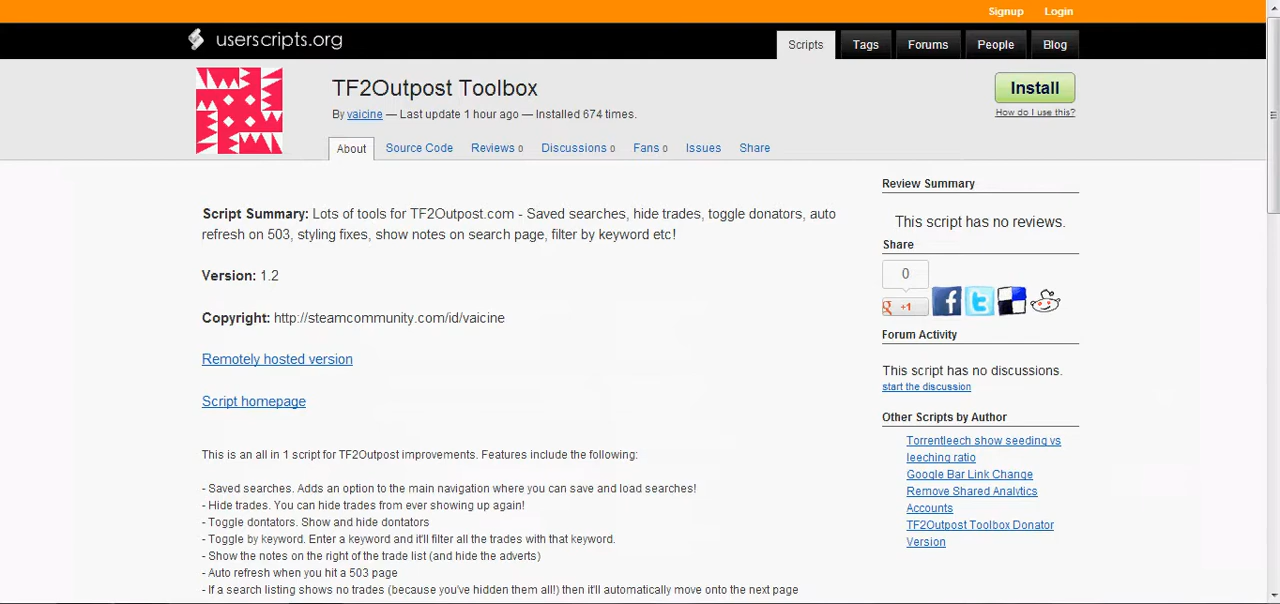 Signup Login
userscripts.org
Scripts Tags Forums People Blog
TF2Outpost Toolbox
Install
By vaicine — Last update 1 hour ago — Installed 674 times.
How do I use this?
About Source Code Reviews 0 Discussions 0 Fans 0 Issues Share
Script Summary: Lots of tools for TF2Outpost.com - Saved searches, hide trades, toggle donators, auto
refresh on 503, styling fixes, show notes on search page, filter by keyword etc!
Version: 1.2
Copyright: http://steamcommunity.com/id/vaicine
Remotely hosted version
Script homepage
This is an all in 1 script for TF2Outpost improvements. Features include the following:
- Saved searches. Adds an option to the main navigation where you can save and load searches!
- Hide trades. You can hide trades from ever showing up again!
- Toggle dontators. Show and hide dontators
- Toggle by keyword. Enter a keyword and it'll filter all the trades with that keyword.
- Show the notes on the right of the trade list (and hide the adverts)
- Auto refresh when you hit a 503 page
- If a search listing shows no trades (because you've hidden them all!) then it'll automatically move onto the next page
Review Summary
This script has no reviews.
Share
0
g +1
Forum Activity
This script has no discussions.
start the discussion
Other Scripts by Author
Torrentleech show seeding vs
leeching ratio
Google Bar Link Change
Remove Shared Analytics
Accounts
TF2Outpost Toolbox Donator
Version